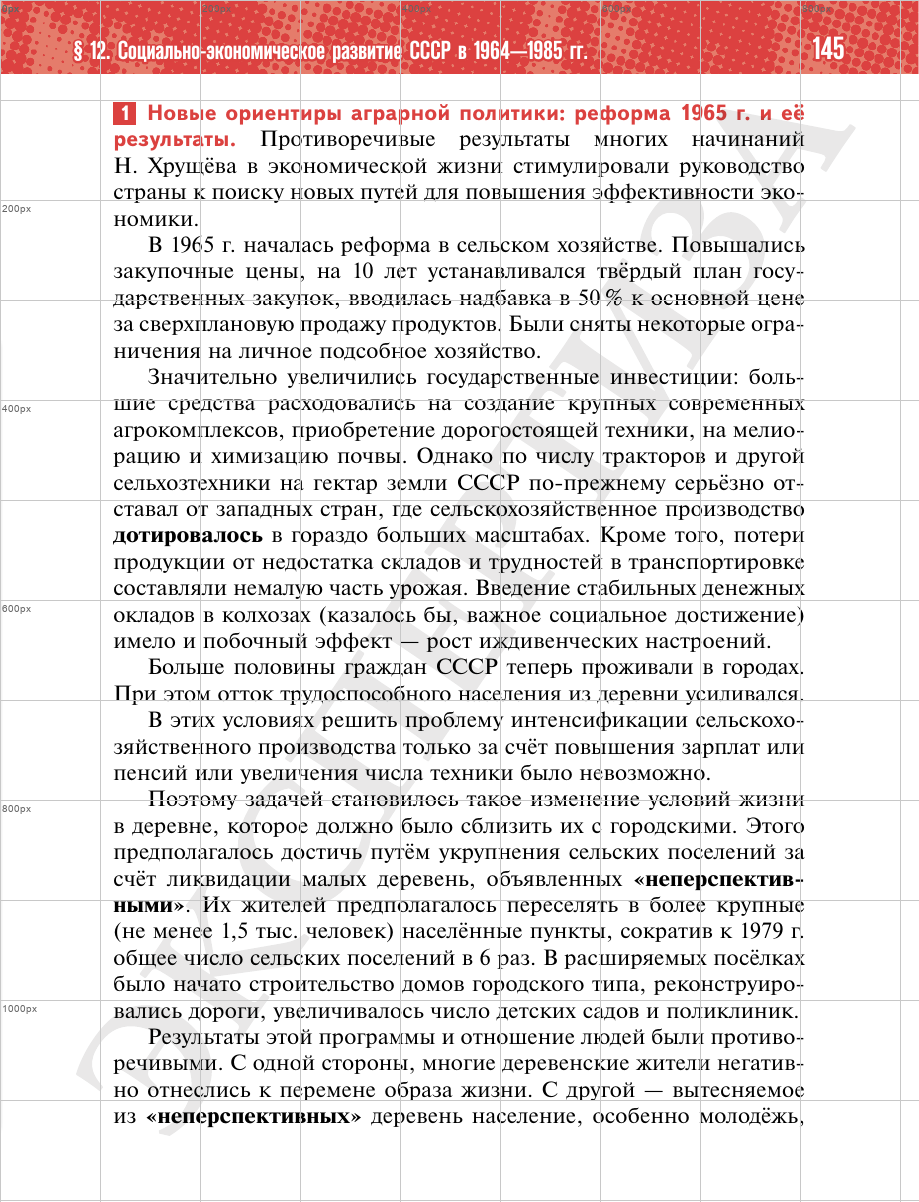 § 12. Социально-экономическое развитие СССР в 1964—1985 гг.
145
1 Новые ориентиры аграрной политики: реформа 1965 г. и её
результаты. Противоречивые результаты многих начинаний
Н. Хрущёва в экономической жизни стимулировали руководство
страны к поиску новых путей для повышения эффективности эко-
номики.
В 1965 г. началась реформа в сельском хозяйстве. Повышались
закупочные цены, на 10 лет устанавливался твёрдый план госу-
дарственных закупок, вводилась надбавка в 50 % к основной цене
за сверхплановую продажу продуктов. Были сняты некоторые огра-
ничения на личное подсобное хозяйство.
Значительно увеличились государственные инвестиции: боль-
шие средства расходовались на создание крупных современных
агрокомплексов, приобретение дорогостоящей техники, на мелио-
рацию и химизацию почвы. Однако по числу тракторов и другой
сельхозтехники на гектар земли СССР по-прежнему серьёзно от-
ставал от западных стран, где сельскохозяйственное производство
дотировалось в гораздо больших масштабах. Кроме того, потери
продукции от недостатка складов и трудностей в транспортировке
составляли немалую часть урожая. Введение стабильных денежных
окладов в колхозах (казалось бы, важное социальное достижение)
имело и побочный эффект — рост иждивенческих настроений.
Больше половины граждан СССР теперь проживали в городах.
При этом отток трудоспособного населения из деревни усиливался.
В этих условиях решить проблему интенсификации сельскохо-
зяйственного производства только за счёт повышения зарплат или
пенсий или увеличения числа техники было невозможно.
Поэтому задачей становилось такое изменение условий жизни
в деревне, которое должно было сблизить их с городскими. Этого
предполагалось достичь путём укрупнения сельских поселений за
счёт ликвидации малых деревень, объявленных «неперспектив-
ными». Их жителей предполагалось переселять в более крупные
(не менее 1,5 тыс. человек) населённые пункты, сократив к 1979 г.
общее число сельских поселений в 6 раз. В расширяемых посёлках
было начато строительство домов городского типа, реконструиро-
вались дороги, увеличивалось число детских садов и поликлиник.
Результаты этой программы и отношение людей были противо-
речивыми. С одной стороны, многие деревенские жители негатив-
но отнеслись к перемене образа жизни. С другой — вытесняемое
из «неперспективных» деревень население, особенно молодёжь,
ЭКСПЕРТИЗА
200px
400px
600px
800px
1000px